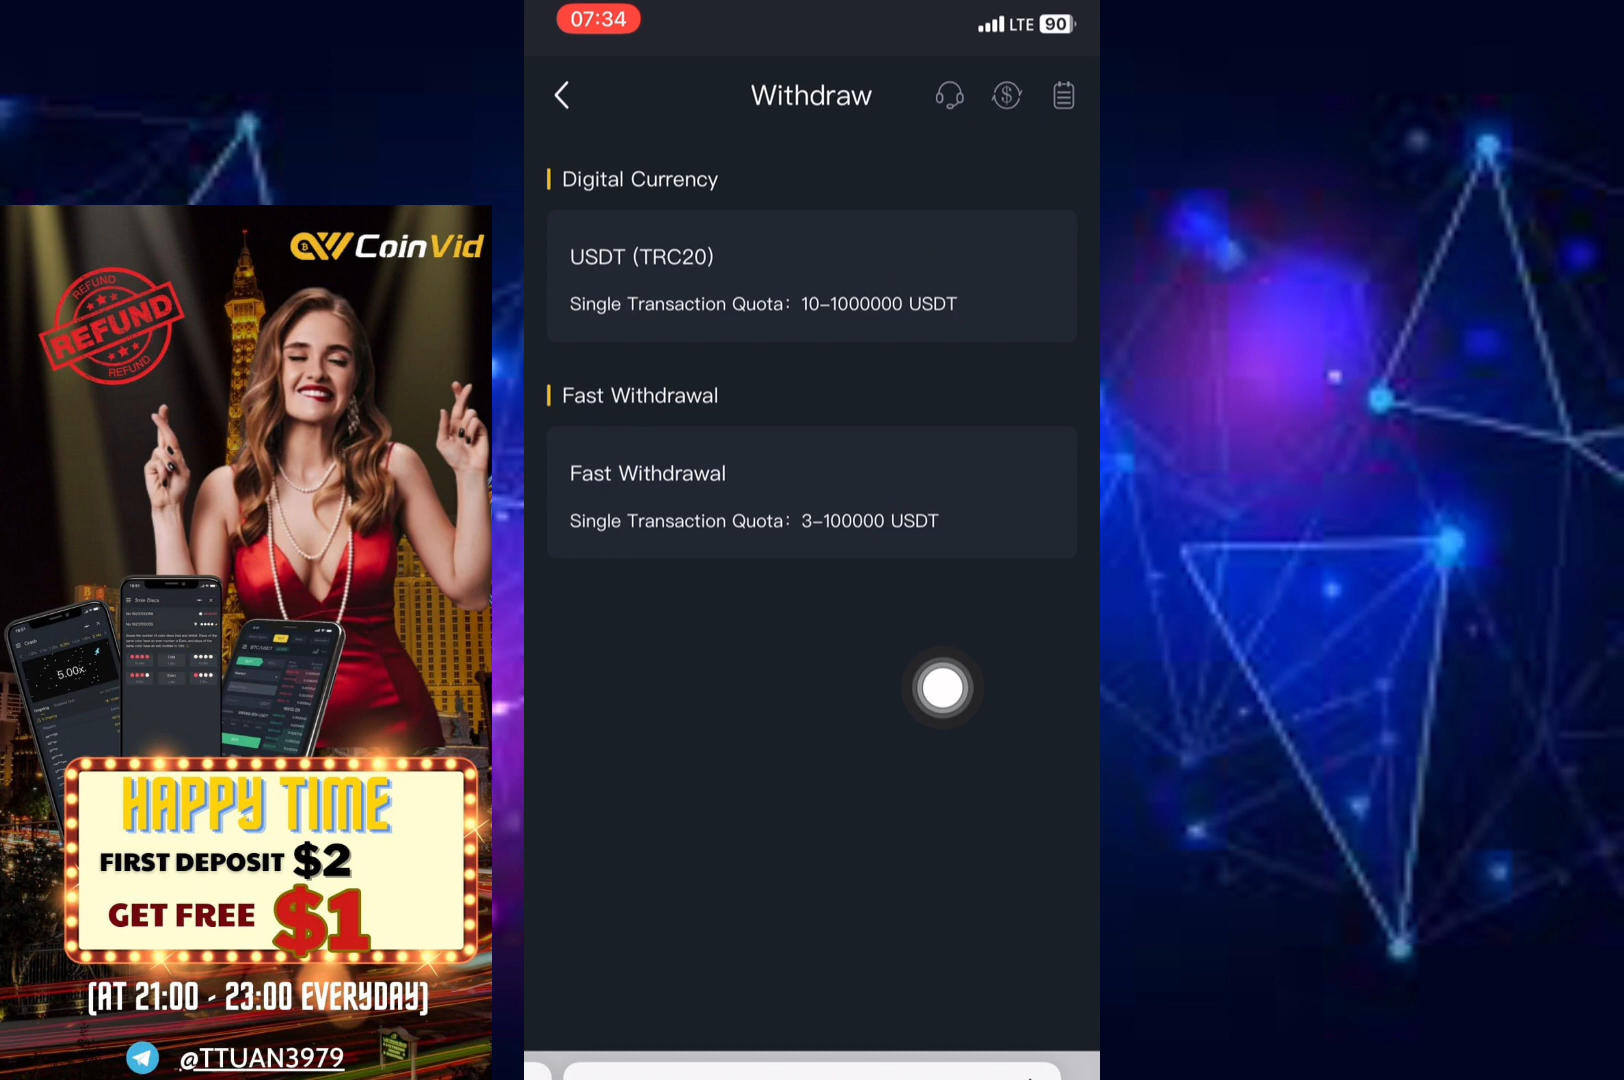 CoinVid
REFUND
REFUND
REFUND
5.00x
HAPPY TIME
FIRST DEPOSIT $2
GET FREE $1
(AT 21:00 - 23:00 EVERYDAY)
@TTUAN3979
07:34
LTE 90
Withdraw
Digital Currency
USDT (TRC20)
Single Transaction Quota: 10-1000000 USDT
Fast Withdrawal
Fast Withdrawal
Single Transaction Quota: 3-100000 USDT